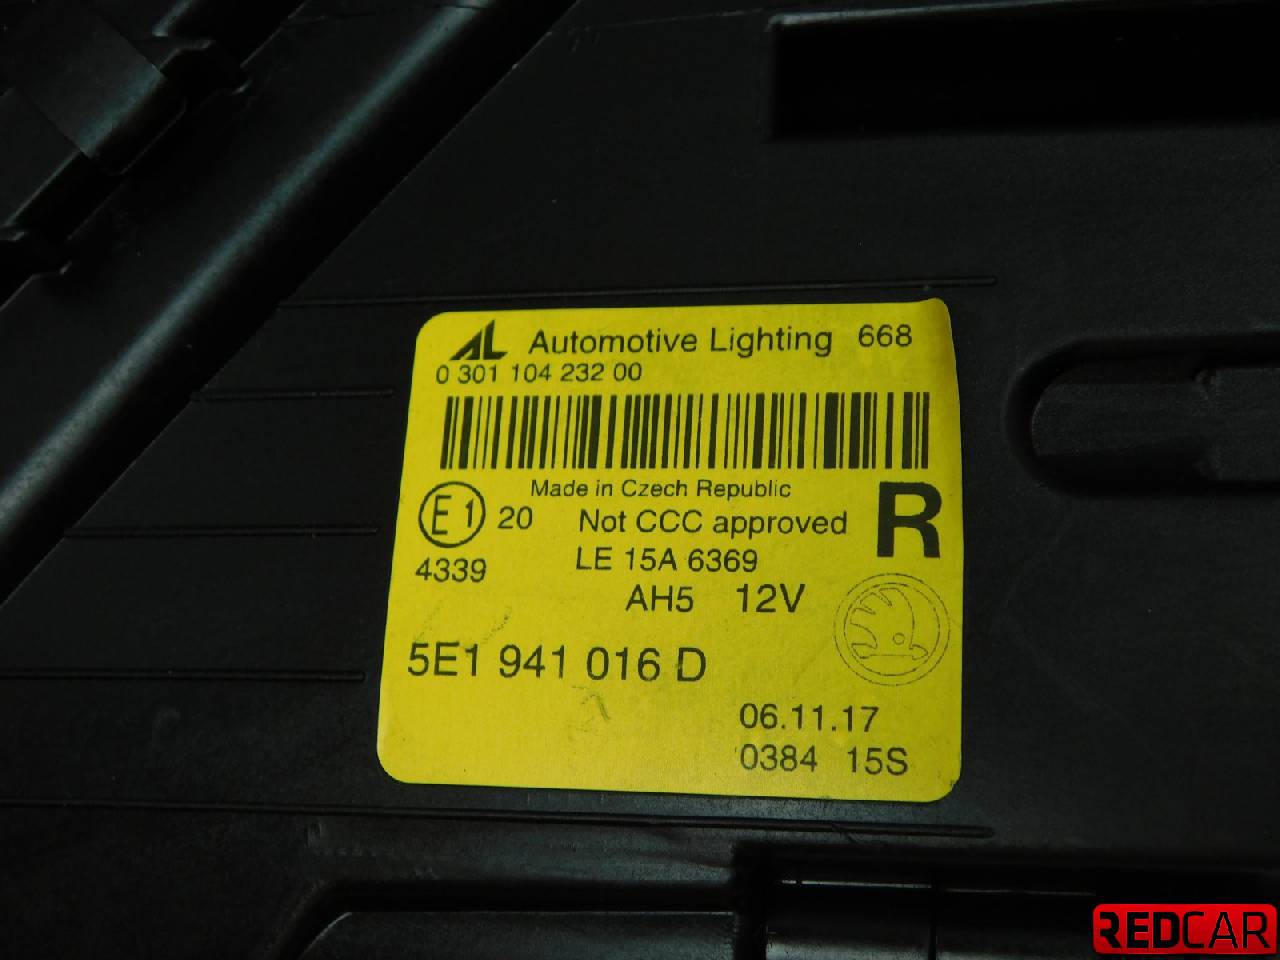 AL Automotive Lighting 668
0 301 104 232 00
Made in Czech Republic
E1 20 Not CCC approved R
4339 LE 15A 6369
AH5 12V
5E1 941 016 D
06.11.17
0384 15S
REDCAR